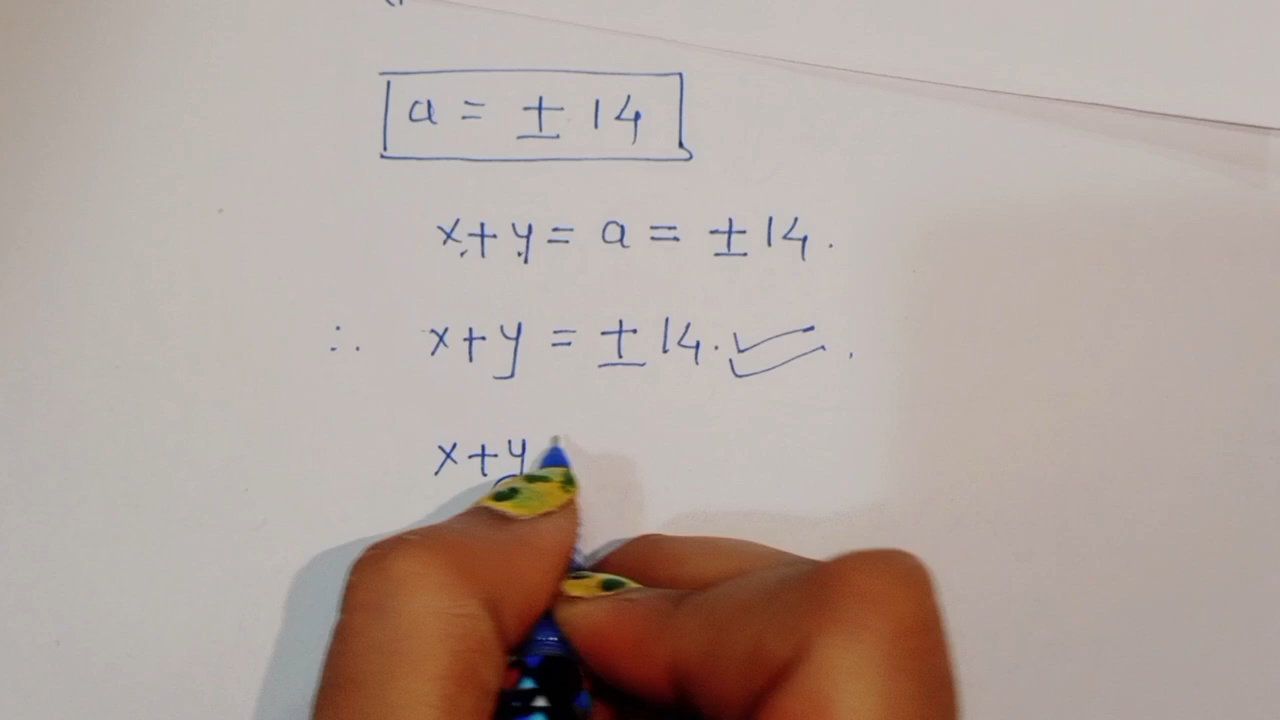 a = ± 14
x+y = a = ±14.
∴ x+y = ±14.
x+y